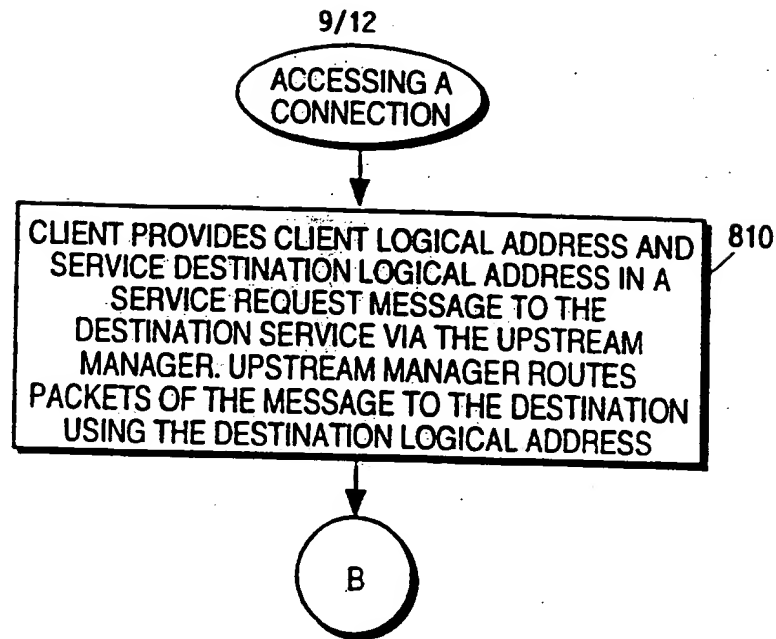 9/12
ACCESSING A
CONNECTION
CLIENT PROVIDES CLIENT LOGICAL ADDRESS AND
SERVICE DESTINATION LOGICAL ADDRESS IN A
SERVICE REQUEST MESSAGE TO THE
DESTINATION SERVICE VIA THE UPSTREAM
MANAGER. UPSTREAM MANAGER ROUTES
PACKETS OF THE MESSAGE TO THE DESTINATION
USING THE DESTINATION LOGICAL ADDRESS
810
B